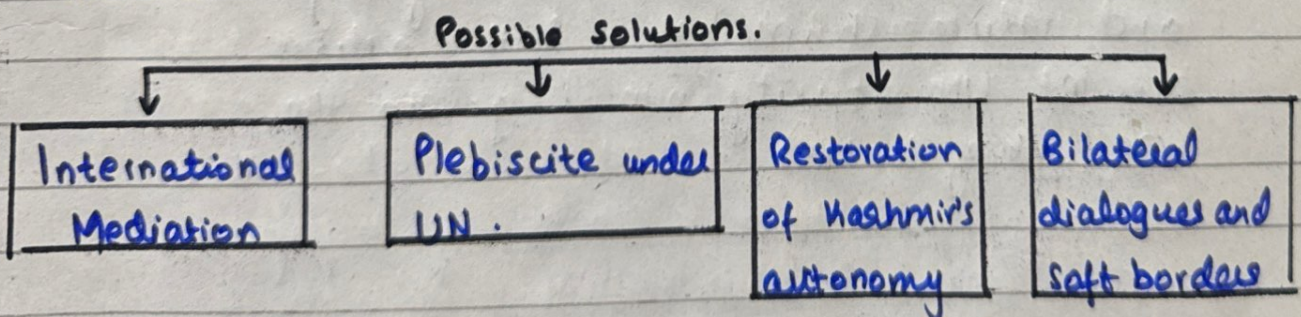 Possible solutions.
International
Mediation
Plebiscite under
UN.
Restoration
of Kashmir's
autonomy
Bilateral
dialogues and
soft borders